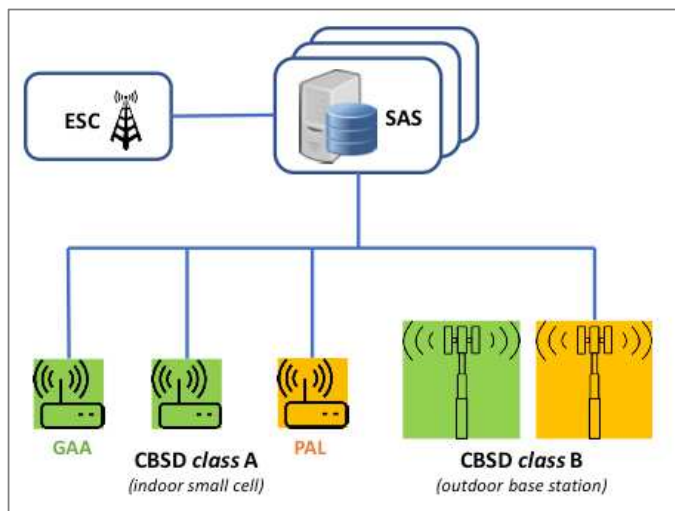 ESC
SAS
GAA
PAL
CBSD class A
(indoor small cell)
CBSD class B
(outdoor base station)